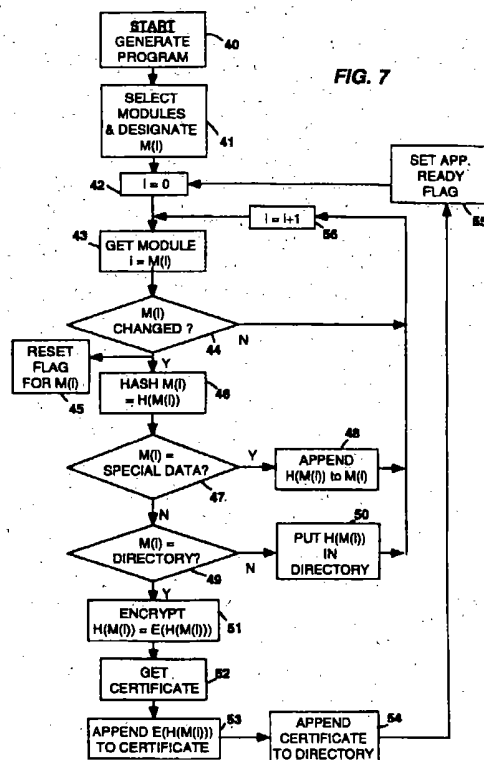 START
GENERATE
PROGRAM
40
FIG. 7
SELECT
MODULES
& DESIGNATE
M(I)
41
SET APP.
READY
FLAG
55
42
I = 0
I = I+1
56
43
GET MODULE
I = M(I)
M(I)
CHANGED ?
44
N
Y
RESET
FLAG
FOR M(I)
45
HASH M(I)
= H(M(I))
46
M(I) =
SPECIAL DATA?
47
Y
48
APPEND
H(M(I)) to M(I)
N
M(I) =
DIRECTORY?
49
N
50
PUT H(M(I))
IN
DIRECTORY
Y
ENCRYPT
H(M(I)) = E(H(M(I)))
51
GET
CERTIFICATE
52
APPEND E(H(M(I)))
TO CERTIFICATE
53
APPEND
CERTIFICATE
TO DIRECTORY
54